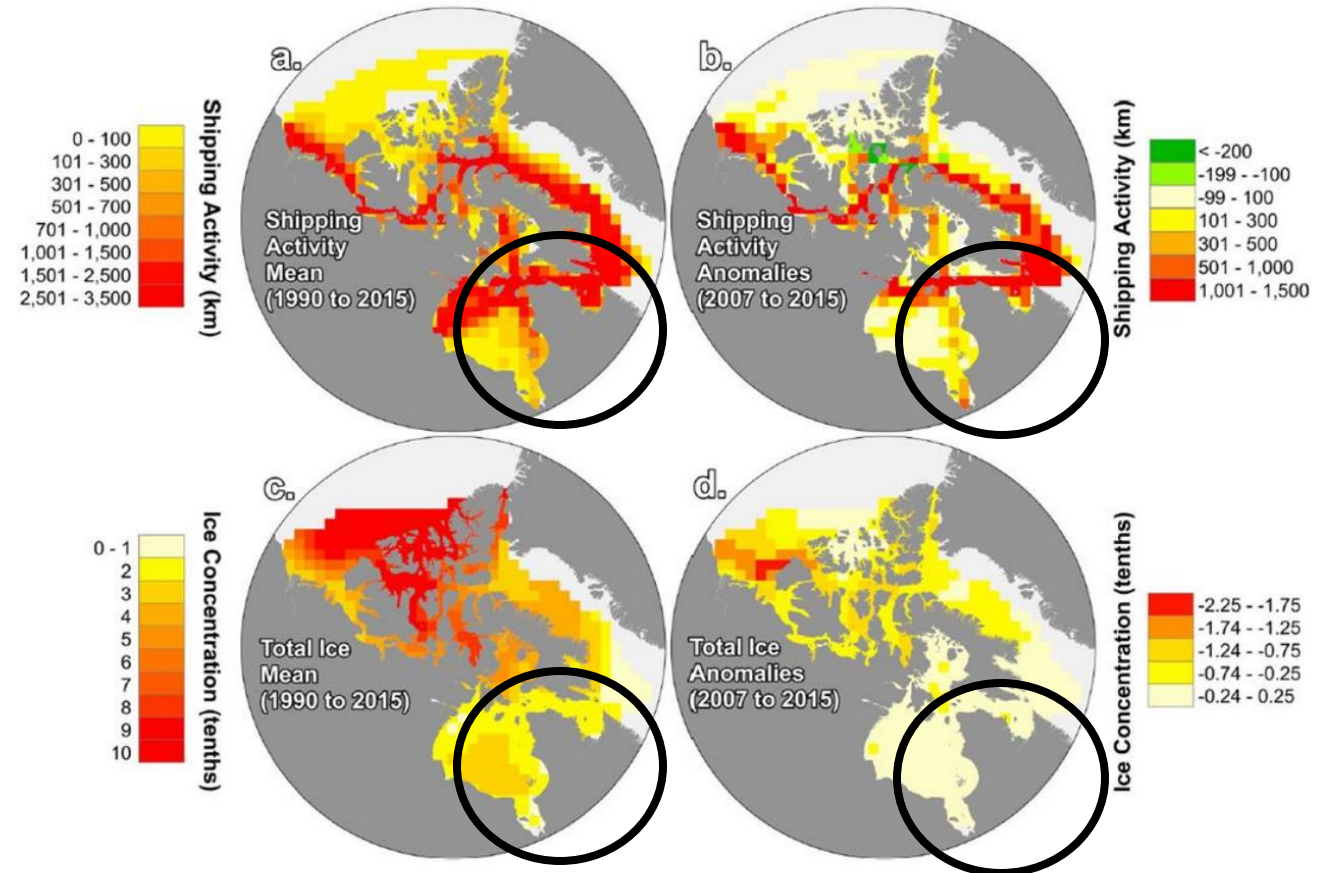 a.
Shipping
Activity
Mean
(1990 to 2015)
Shipping Activity (km)
0 - 100
101 - 300
301 - 500
501 - 700
701 - 1,000
1,001 - 1,500
1,501 - 2,500
2,501 - 3,500
b.
Shipping
Activity
Anomalies
(2007 to 2015)
Shipping Activity (km)
< -200
-199 - -100
-99 - 100
101 - 300
301 - 500
501 - 1,000
1,001 - 1,500
c.
Total Ice
Mean
(1990 to 2015)
Ice Concentration (tenths)
0 - 1
2
3
4
5
6
7
8
9
10
d.
Total Ice
Anomalies
(2007 to 2015)
Ice Concentration (tenths)
-2.25 - -1.75
-1.74 - -1.25
-1.24 - -0.75
-0.74 - -0.25
-0.24 - 0.25